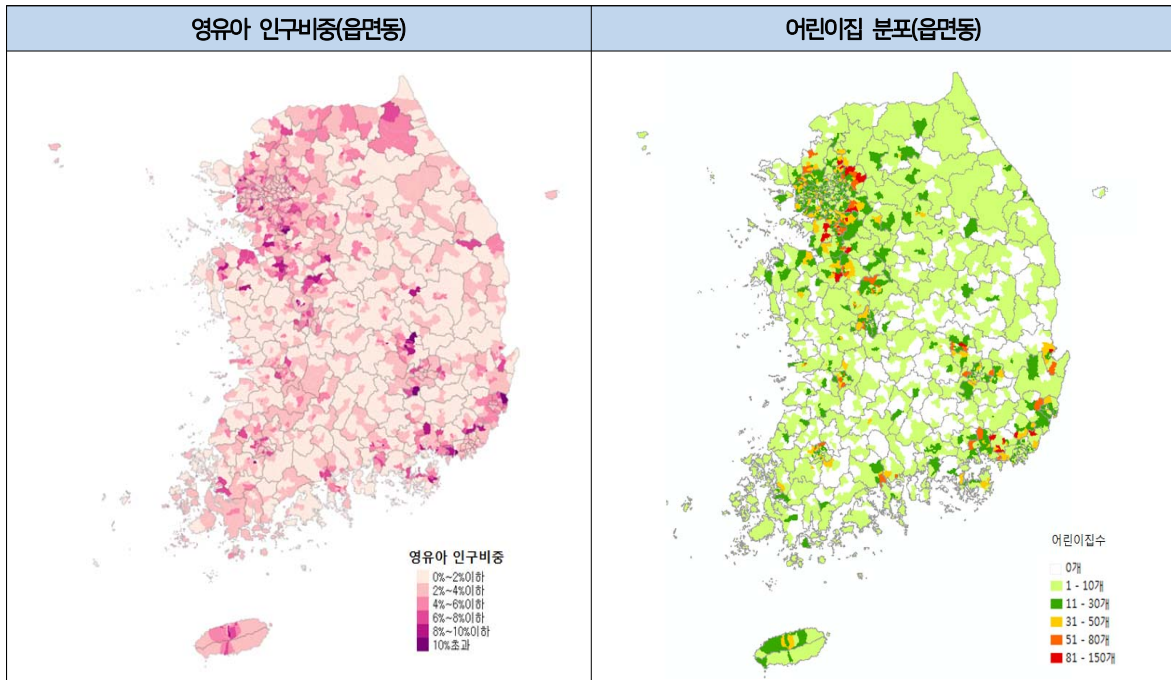 영유아 인구비중(읍면동)
어린이집 분포(읍면동)
영유아 인구비중
0%~2%이하
2%~4%이하
4%~6%이하
6%~8%이하
8%~10%이하
10%초과
어린이집수
0개
1 - 10개
11 - 30개
31 - 50개
51 - 80개
81 - 150개